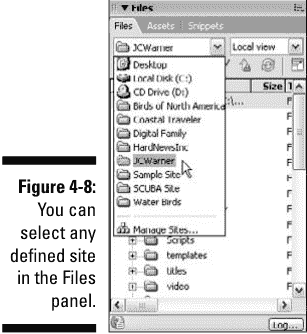 Files
Files Assets Snippets
JCWarner Local view
Desktop
Local Disk (C:)
CD Drive (D:)
Size
Birds of North America
Coastal Traveler
Digital Family
HardNewsInc
JCWarner
Sample Site
SCUBA Site
Water Birds
Manage Sites...
Scripts
templates
titles
video
Log...
Figure 4-8:
You can
select any
defined site
in the Files
panel.